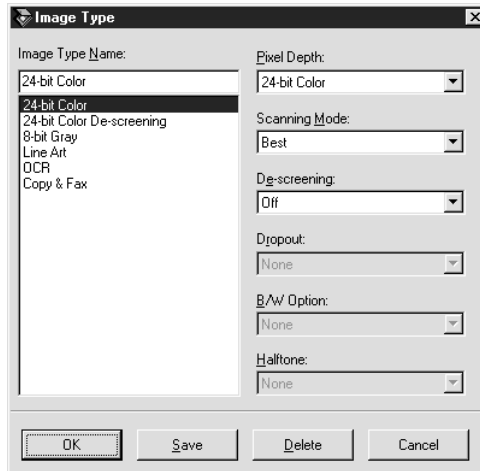 Image Type
Image Type Name:
24-bit Color
24-bit Color
24-bit Color De-screening
8-bit Gray
Line Art
OCR
Copy & Fax
Pixel Depth:
24-bit Color
Scanning Mode:
Best
De-screening:
Off
Dropout:
None
B/W Option:
None
Halftone:
None
OK
Save
Delete
Cancel